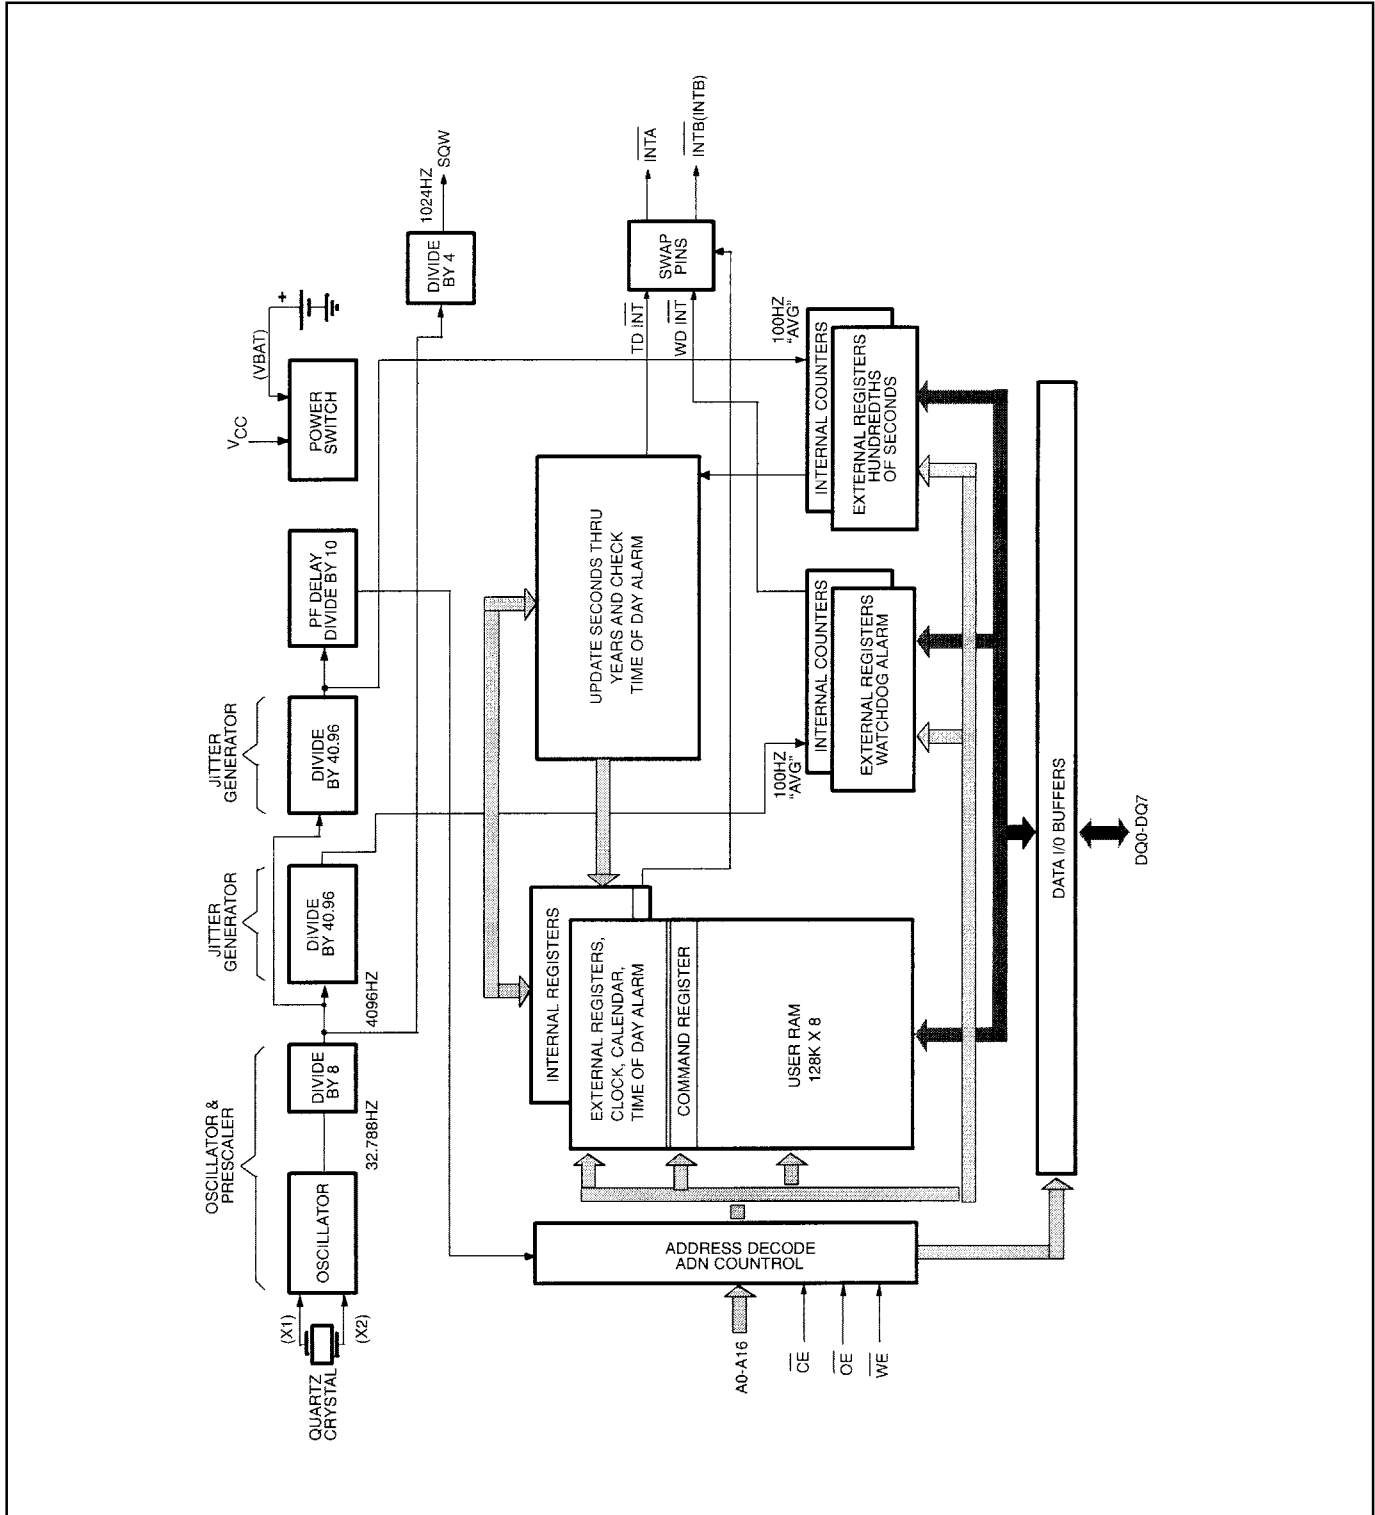 OSCILLATOR &
PRESCALER
JITTER
GENERATOR
JITTER
GENERATOR
QUARTZ
CRYSTAL
(X1)
(X2)
OSCILLATOR
32.788HZ
DIVIDE
BY 8
4096HZ
DIVIDE
BY 40.96
DIVIDE
BY 40.96
PF DELAY
DIVIDE BY 10
VCC
(VBAT)
+
POWER
SWITCH
DIVIDE
BY 4
1024HZ
SQW
INTERNAL REGISTERS
EXTERNAL REGISTERS,
CLOCK, CALENDAR,
TIME OF DAY ALARM
COMMAND REGISTER
USER RAM
128K X 8
UPDATE SECONDS THRU
YEARS AND CHECK
TIME OF DAY ALARM
TD INT
WD INT
SWAP
PINS
INTA
INTB(INTB)
ADDRESS DECODE
ADN COUNTROL
A0-A16
CE
OE
WE
100HZ
"AVG"
INTERNAL COUNTERS
EXTERNAL REGISTERS
WATCHDOG ALARM
100HZ
"AVG"
INTERNAL COUNTERS
EXTERNAL REGISTERS
HUNDREDTHS
OF SECONDS
DATA I/0 BUFFERS
DQ0-DQ7